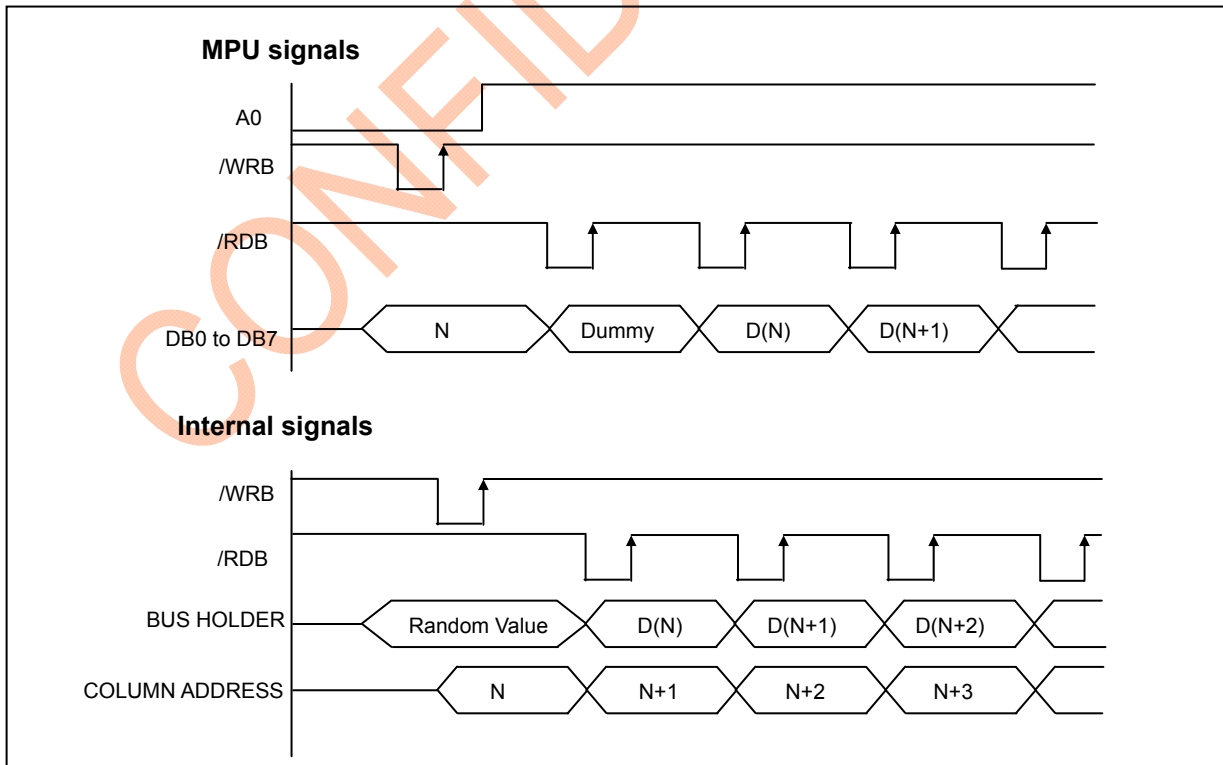 MPU signals
A0
/WRB
/RDB
DB0 to DB7 N Dummy D(N) D(N+1)
Internal signals
/WRB
/RDB
BUS HOLDER Random Value D(N) D(N+1) D(N+2)
COLUMN ADDRESS N N+1 N+2 N+3
CONFID